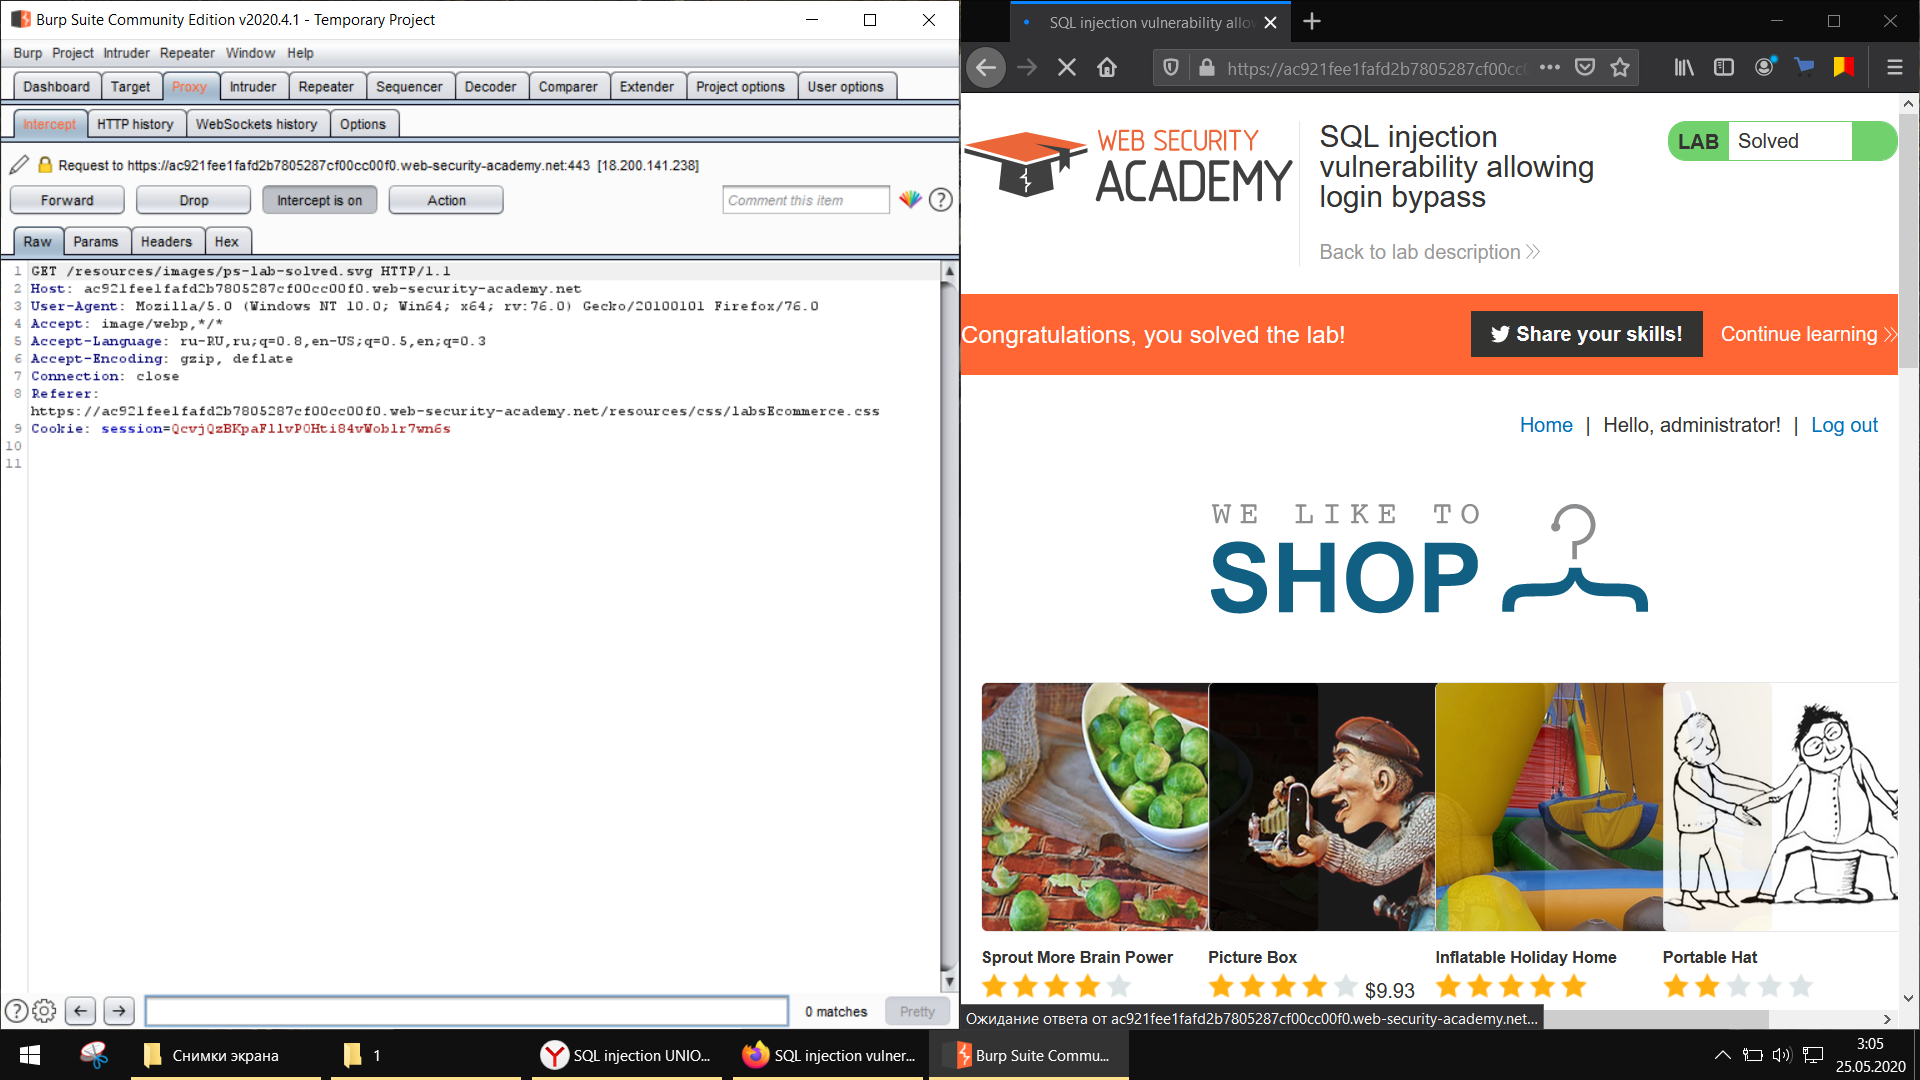 Burp Suite Community Edition v2020.4.1 - Temporary Project
Burp Project Intruder Repeater Window Help
Dashboard Target Proxy Intruder Repeater Sequencer Decoder Comparer Extender Project options User options
Intercept HTTP history WebSockets history Options
Request to https://ac921fee1fafd2b7805287cf00cc00f0.web-security-academy.net:443 [18.200.141.238]
Forward Drop Intercept is on Action Comment this item ?
Raw Params Headers Hex
1 GET /resources/images/ps-lab-solved.svg HTTP/1.1
2 Host: ac921fee1fafd2b7805287cf00cc00f0.web-security-academy.net
3 User-Agent: Mozilla/5.0 (Windows NT 10.0; Win64; x64; rv:76.0) Gecko/20100101 Firefox/76.0
4 Accept: image/webp,*/*
5 Accept-Language: ru-RU,ru;q=0.8,en-US;q=0.5,en;q=0.3
6 Accept-Encoding: gzip, deflate
7 Connection: close
8 Referer:
https://ac921fee1fafd2b7805287cf00cc00f0.web-security-academy.net/resources/css/labsEcommerce.css
9 Cookie: session=
10
11
? 0 matches Pretty
SQL injection vulnerability allo
https://ac921fee1fafd2b7805287cf00cc
WEB SECURITY
ACADEMY
SQL injection
vulnerability allowing
login bypass
Back to lab description
LAB Solved
Congratulations, you solved the lab!
Share your skills!
Continue learning
Home | Hello, administrator! | Log out
WE LIKE TO
SHOP
Sprout More Brain Power
Picture Box
$9.93
Inflatable Holiday Home
Portable Hat
Ожидание ответа от ac921fee1fafd2b7805287cf00cc00f0.web-security-academy.net...
Снимки экрана
1
SQL injection UNIO...
SQL injection vulner...
Burp Suite Commu...
3:05
25.05.2020